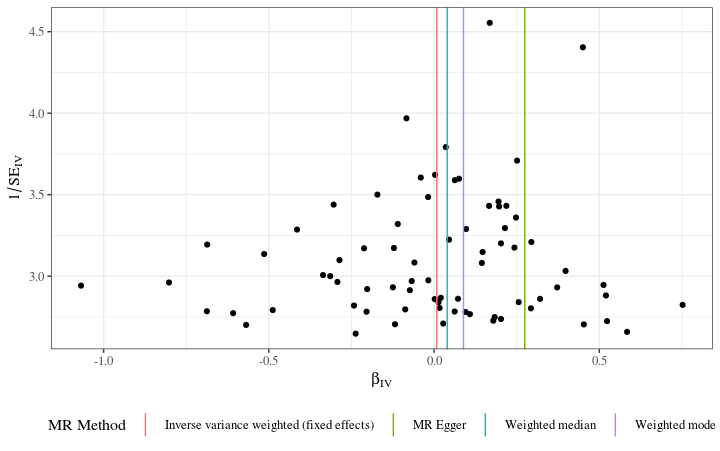 4.5
4.0
3.5
3.0
1/SE_IV
-1.0
-0.5
0.0
0.5
β_IV
MR Method
Inverse variance weighted (fixed effects)
MR Egger
Weighted median
Weighted mode